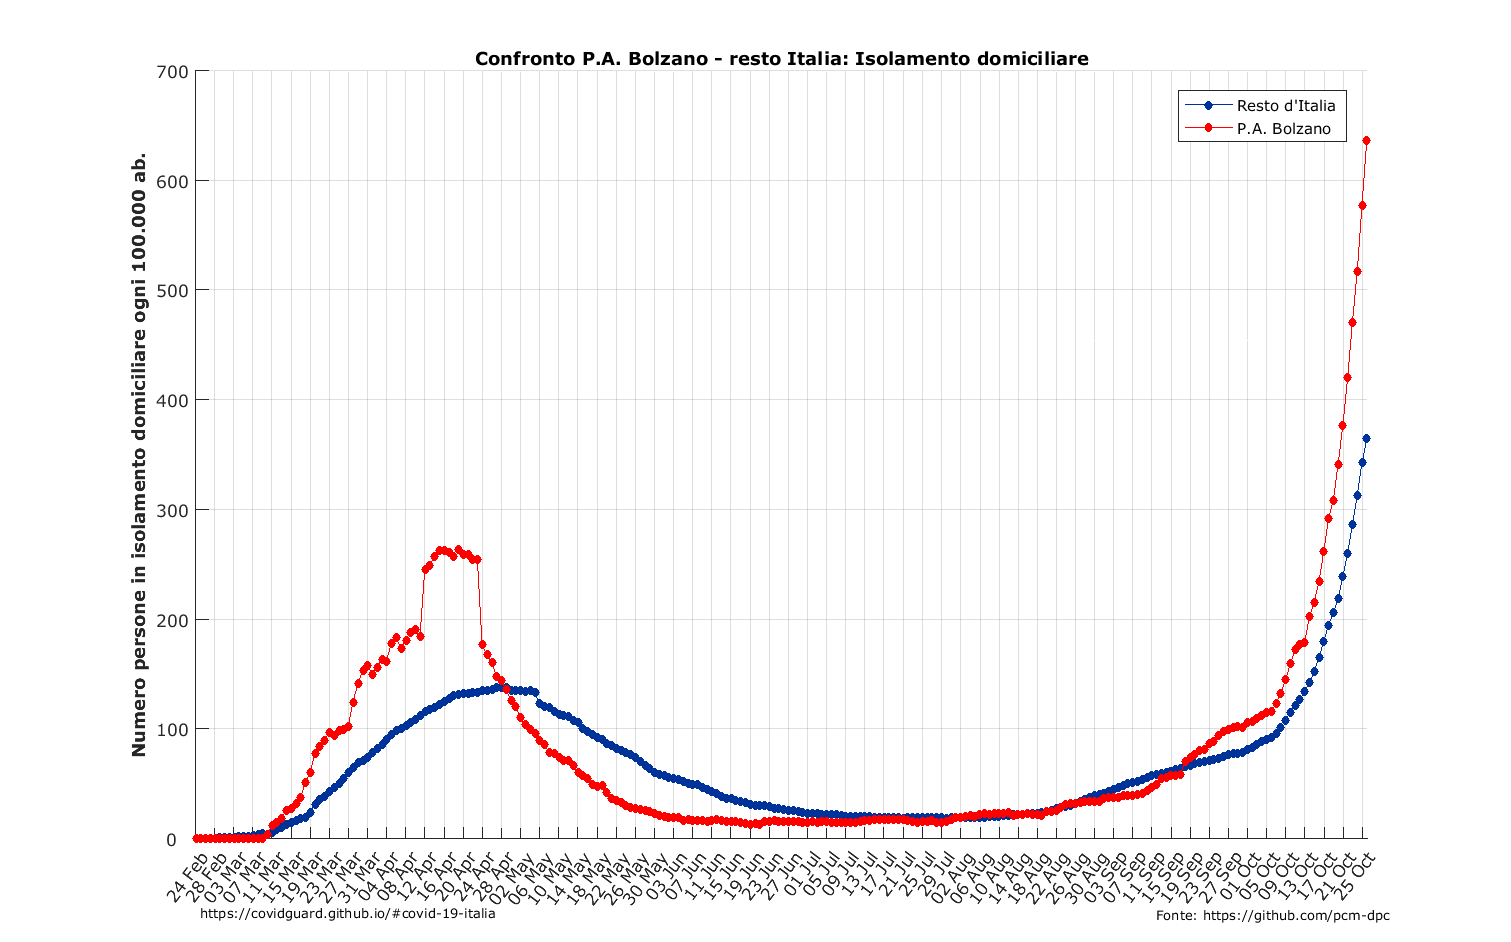 Confronto P.A. Bolzano - resto Italia: Isolamento domiciliare
Resto d'Italia
P.A. Bolzano
Numero persone in isolamento domiciliare ogni 100.000 ab.
700
600
500
400
300
200
100
0
24 Feb
28 Feb
03 Mar
07 Mar
11 Mar
15 Mar
19 Mar
23 Mar
27 Mar
31 Mar
04 Apr
08 Apr
12 Apr
16 Apr
20 Apr
24 Apr
28 Apr
02 May
06 May
10 May
14 May
18 May
22 May
26 May
30 May
03 Jun
07 Jun
11 Jun
15 Jun
19 Jun
23 Jun
27 Jun
01 Jul
05 Jul
09 Jul
13 Jul
17 Jul
21 Jul
25 Jul
29 Jul
02 Aug
06 Aug
10 Aug
14 Aug
18 Aug
22 Aug
26 Aug
30 Aug
03 Sep
07 Sep
11 Sep
15 Sep
19 Sep
23 Sep
27 Sep
01 Oct
05 Oct
09 Oct
13 Oct
17 Oct
21 Oct
25 Oct
https://covidguard.github.io/#covid-19-italia
Fonte: https://github.com/pcm-dpc